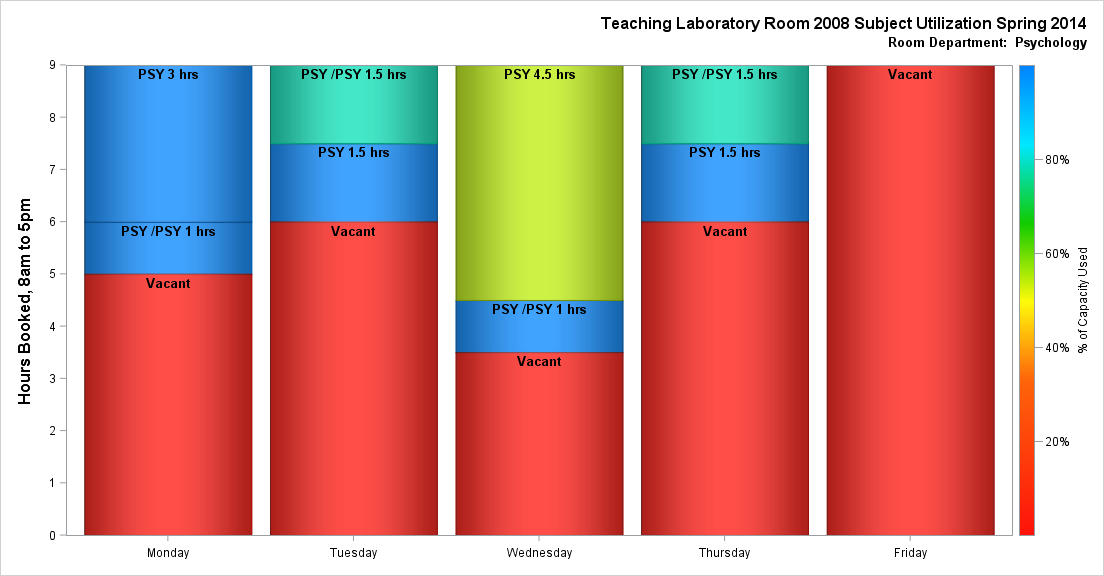 Teaching Laboratory Room 2008 Subject Utilization Spring 2014
Room Department:  Psychology
Hours Booked, 8am to 5pm
9
8
7
6
5
4
3
2
1
0
PSY 3 hrs
PSY /PSY 1 hrs
Vacant
PSY /PSY 1.5 hrs
PSY 1.5 hrs
Vacant
PSY 4.5 hrs
PSY /PSY 1 hrs
Vacant
PSY /PSY 1.5 hrs
PSY 1.5 hrs
Vacant
Vacant
Monday
Tuesday
Wednesday
Thursday
Friday
80%
60%
40%
20%
% of Capacity Used